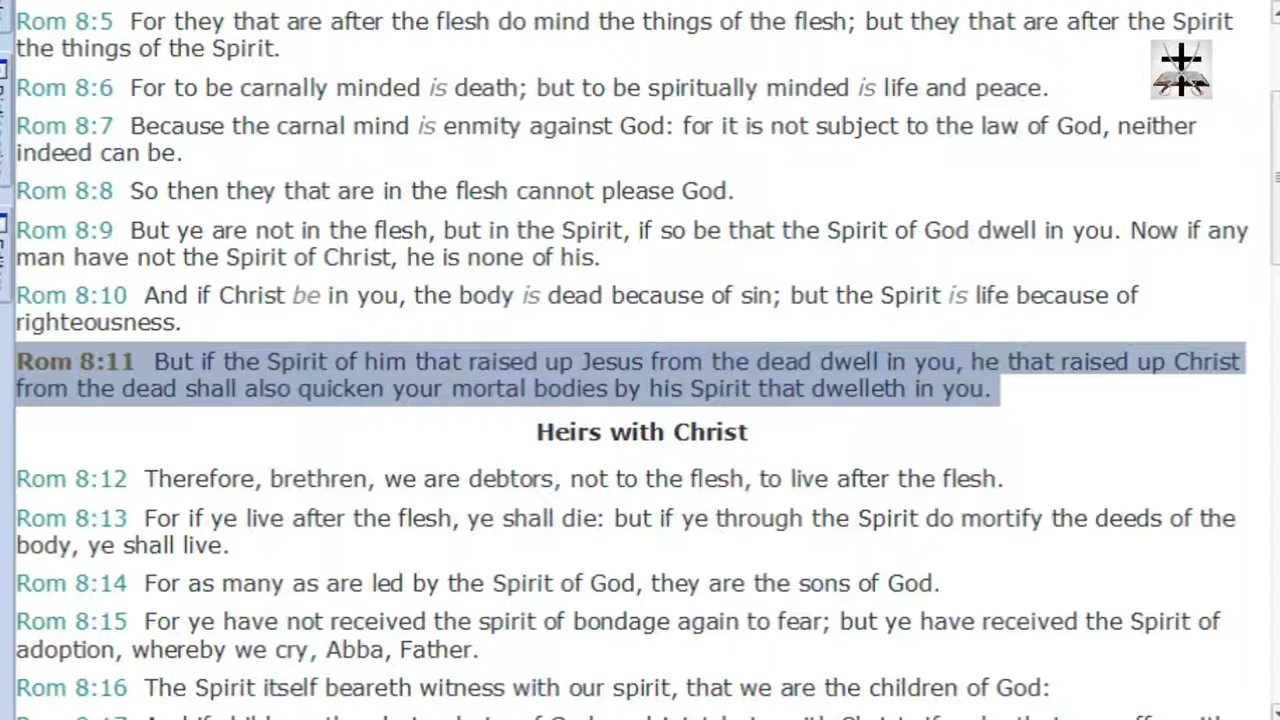 Rom 8:5 For they that are after the flesh do mind the things of the flesh; but they that are after the Spirit
the things of the Spirit.
Rom 8:6 For to be carnally minded is death; but to be spiritually minded is life and peace.
Rom 8:7 Because the carnal mind is enmity against God: for it is not subject to the law of God, neither
indeed can be.
Rom 8:8 So then they that are in the flesh cannot please God.
Rom 8:9 But ye are not in the flesh, but in the Spirit, if so be that the Spirit of God dwell in you. Now if any
man have not the Spirit of Christ, he is none of his.
Rom 8:10 And if Christ be in you, the body is dead because of sin; but the Spirit is life because of
righteousness.
Rom 8:11 But if the Spirit of him that raised up Jesus from the dead dwell in you, he that raised up Christ
from the dead shall also quicken your mortal bodies by his Spirit that dwelleth in you.
Heirs with Christ
Rom 8:12 Therefore, brethren, we are debtors, not to the flesh, to live after the flesh.
Rom 8:13 For if ye live after the flesh, ye shall die: but if ye through the Spirit do mortify the deeds of the
body, ye shall live.
Rom 8:14 For as many as are led by the Spirit of God, they are the sons of God.
Rom 8:15 For ye have not received the spirit of bondage again to fear; but ye have received the Spirit of
adoption, whereby we cry, Abba, Father.
Rom 8:16 The Spirit itself beareth witness with our spirit, that we are the children of God: